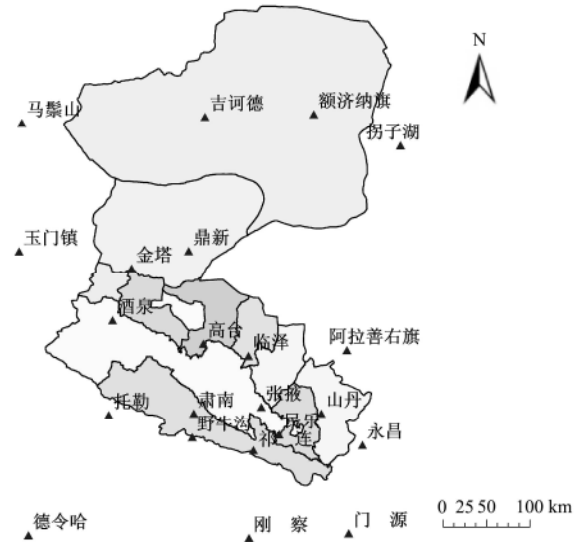 N
马鬃山
吉诃德
额济纳旗
拐子湖
玉门镇
金塔
鼎新
酒泉
高台
临泽
阿拉善右旗
托勒
肃南
张掖
山丹
野牛沟
民乐
祁 连
永昌
德令哈
刚 察
门 源
0 25 50 100 km